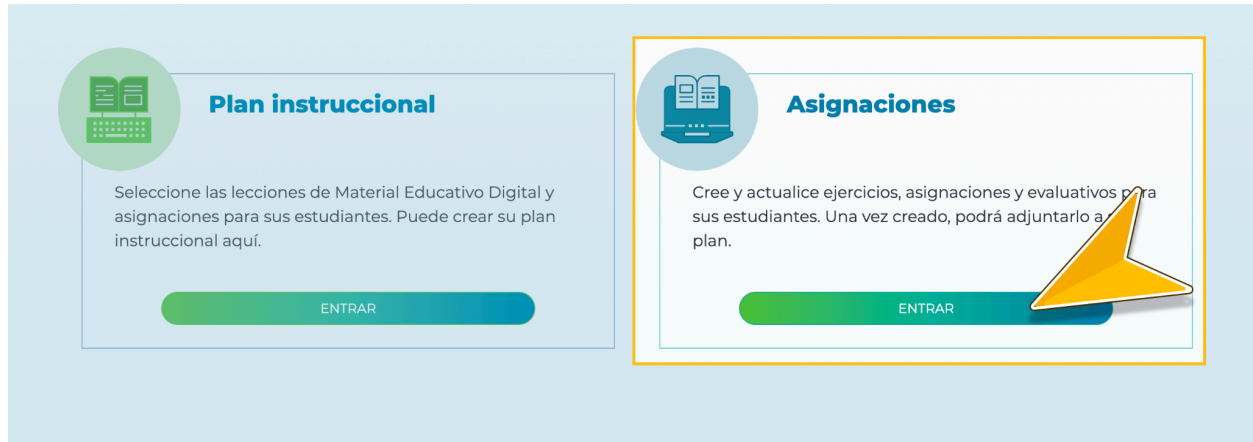 Plan instruccional
Seleccione las lecciones de Material Educativo Digital y
asignaciones para sus estudiantes. Puede crear su plan
instruccional aquí.
ENTRAR
Asignaciones
Cree y actualice ejercicios, asignaciones y evaluativos para
sus estudiantes. Una vez creado, podrá adjuntarlo a
plan.
ENTRAR